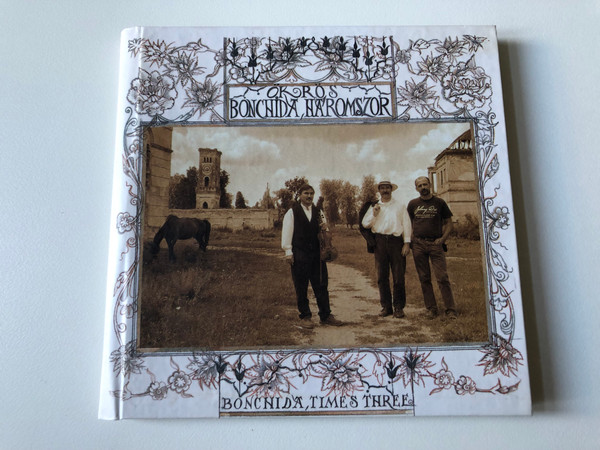 ÖKRÖS
BONCHIDA, HÁROMSZOR
BONCHIDA, TIMES THREE